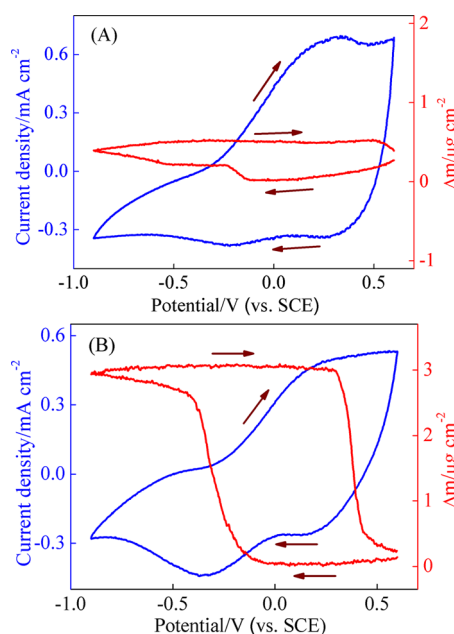 (A)
Current density/mA cm-2
0.6
0.3
0.0
-0.3
2
1
0
-1
Δm/μg cm-2
-1.0 -0.5 0.0 0.5
Potential/V (vs. SCE)
(B)
Current density/mA cm-2
0.6
0.3
0.0
-0.3
3
2
1
0
Δm/μg cm-2
-1.0 -0.5 0.0 0.5
Potential/V (vs. SCE)